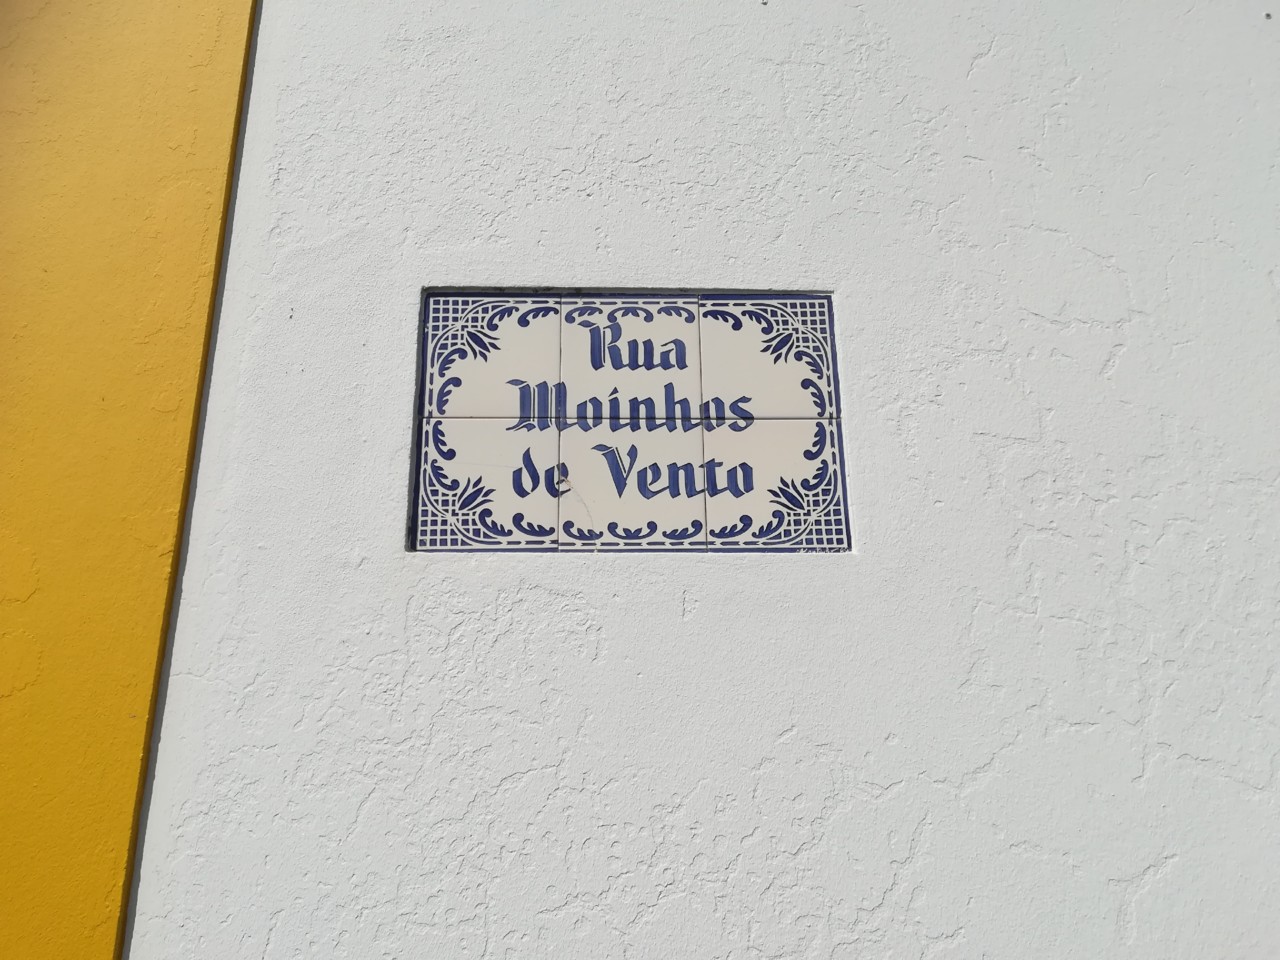 Rua
Moinhos
de Vento